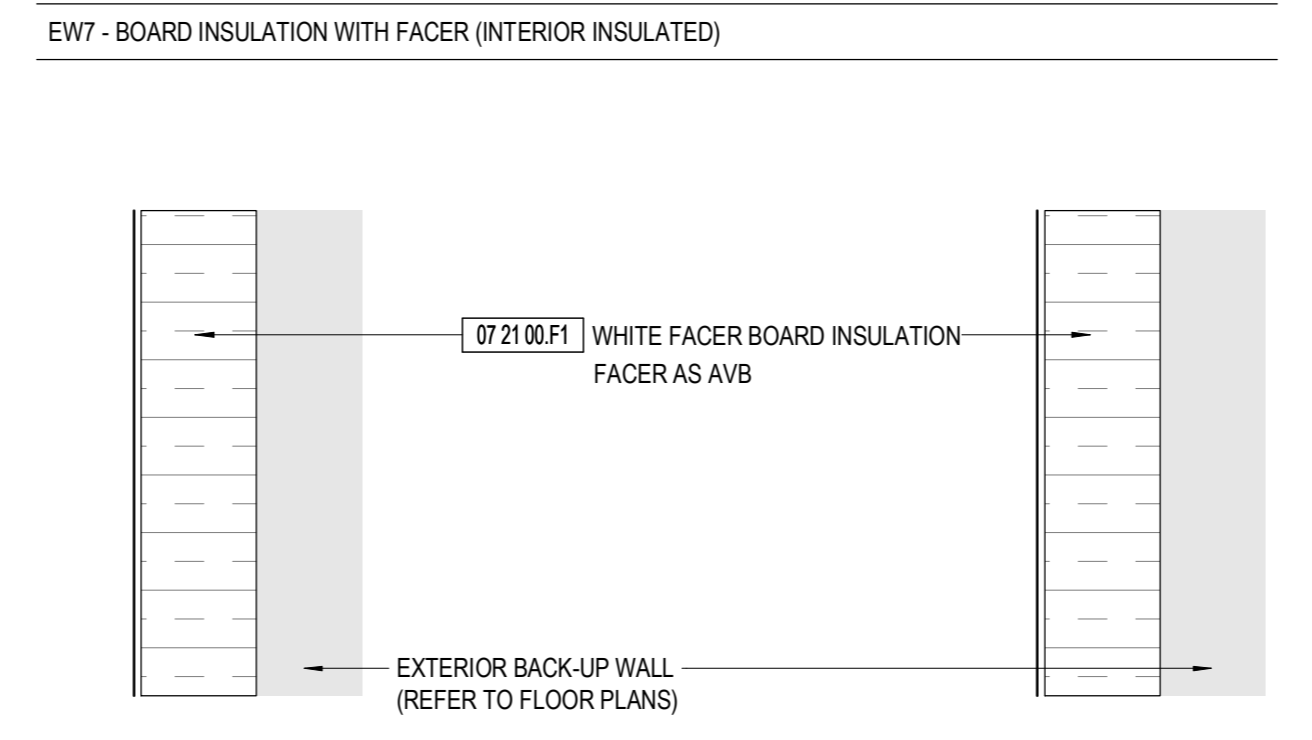 EW7 - BOARD INSULATION WITH FACER (INTERIOR INSULATED)
07 21 00.F1 WHITE FACER BOARD INSULATION
FACER AS AVB
EXTERIOR BACK-UP WALL
(REFER TO FLOOR PLANS)